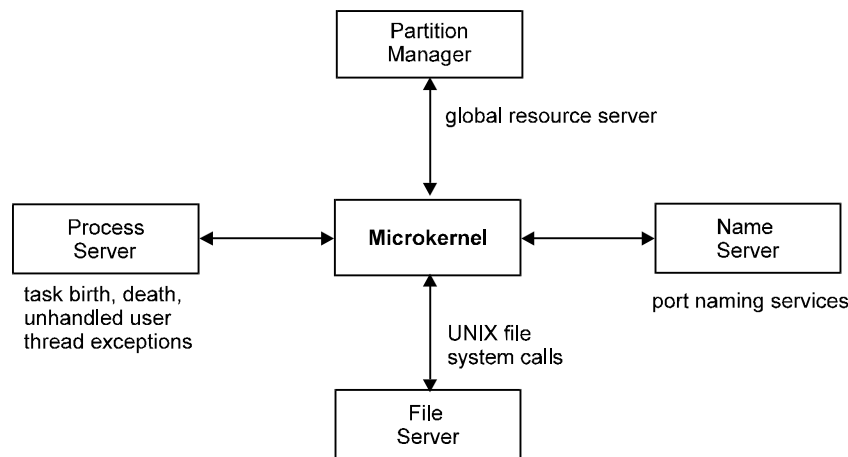 Partition
Manager
global resource server
Process
Server
Microkernel
Name
Server
task birth, death,
unhandled user
thread exceptions
port naming services
UNIX file
system calls
File
Server